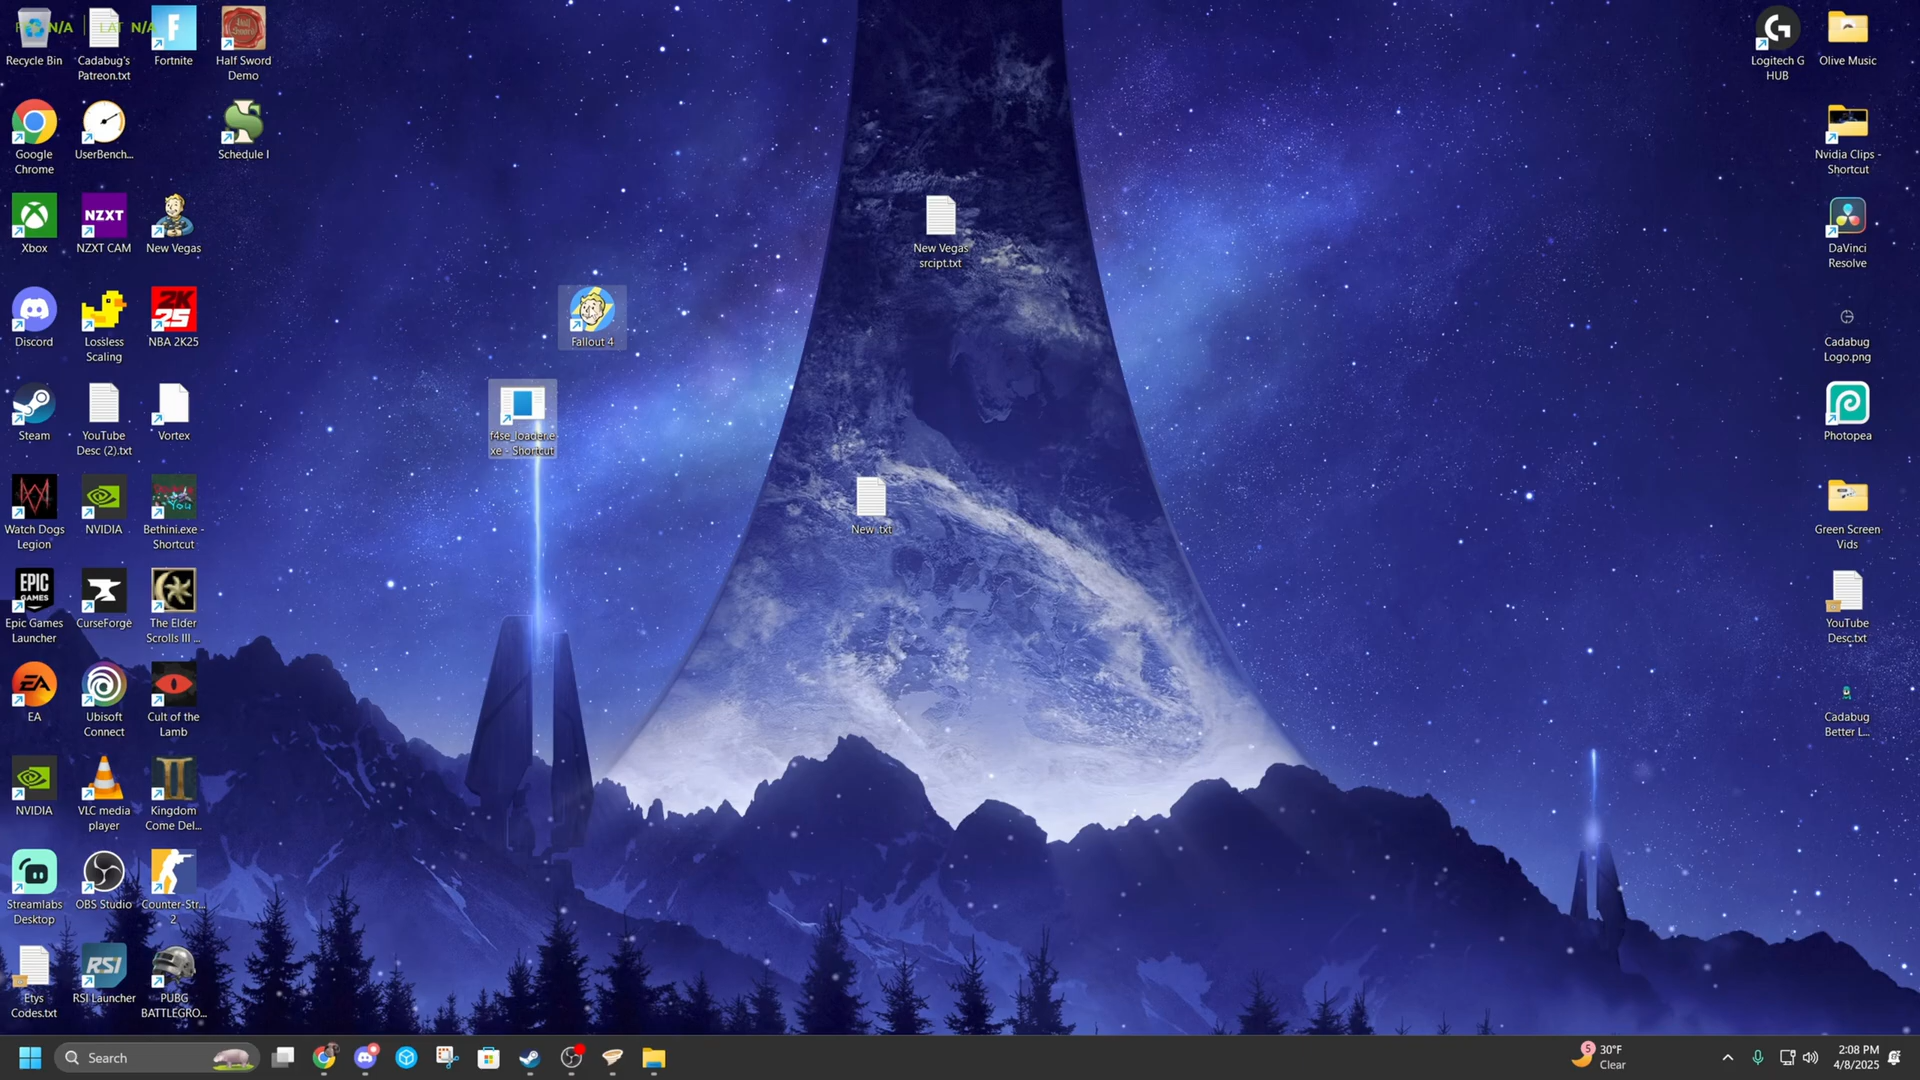 N/A
LAT N/A
Recycle Bin
Cadabug's
Patreon.txt
Fortnite
Half Sword
Demo
Google
Chrome
UserBench...
Schedule I
Xbox
NZXT
NZXT CAM
New Vegas
Discord
Lossless
Scaling
2K
25
NBA 2K25
Steam
YouTube
Desc (2).txt
Vortex
Watch Dogs
Legion
NVIDIA
Bethini.exe -
Shortcut
EPIC
GAMES
Epic Games
Launcher
CurseForge
The Elder
Scrolls III ...
EA
EA
Ubisoft
Connect
Cult of the
Lamb
NVIDIA
VLC media
player
Kingdom
Come Del...
Streamlabs
Desktop
OBS Studio
Counter-Str...
2
Etys
Codes.txt
RSI
RSI Launcher
PUBG
BATTLEGRO...
Fallout 4
f4se_loader.e
xe - Shortcut
New Vegas
srcipt.txt
New .txt
Logitech G
HUB
Olive Music
Nvidia Clips -
Shortcut
DaVinci
Resolve
Cadabug
Logo.png
Photopea
Green Screen
Vids
YouTube
Desc.txt
Cadabug
Better L...
Search
5
30°F
Clear
2:08 PM
4/8/2025